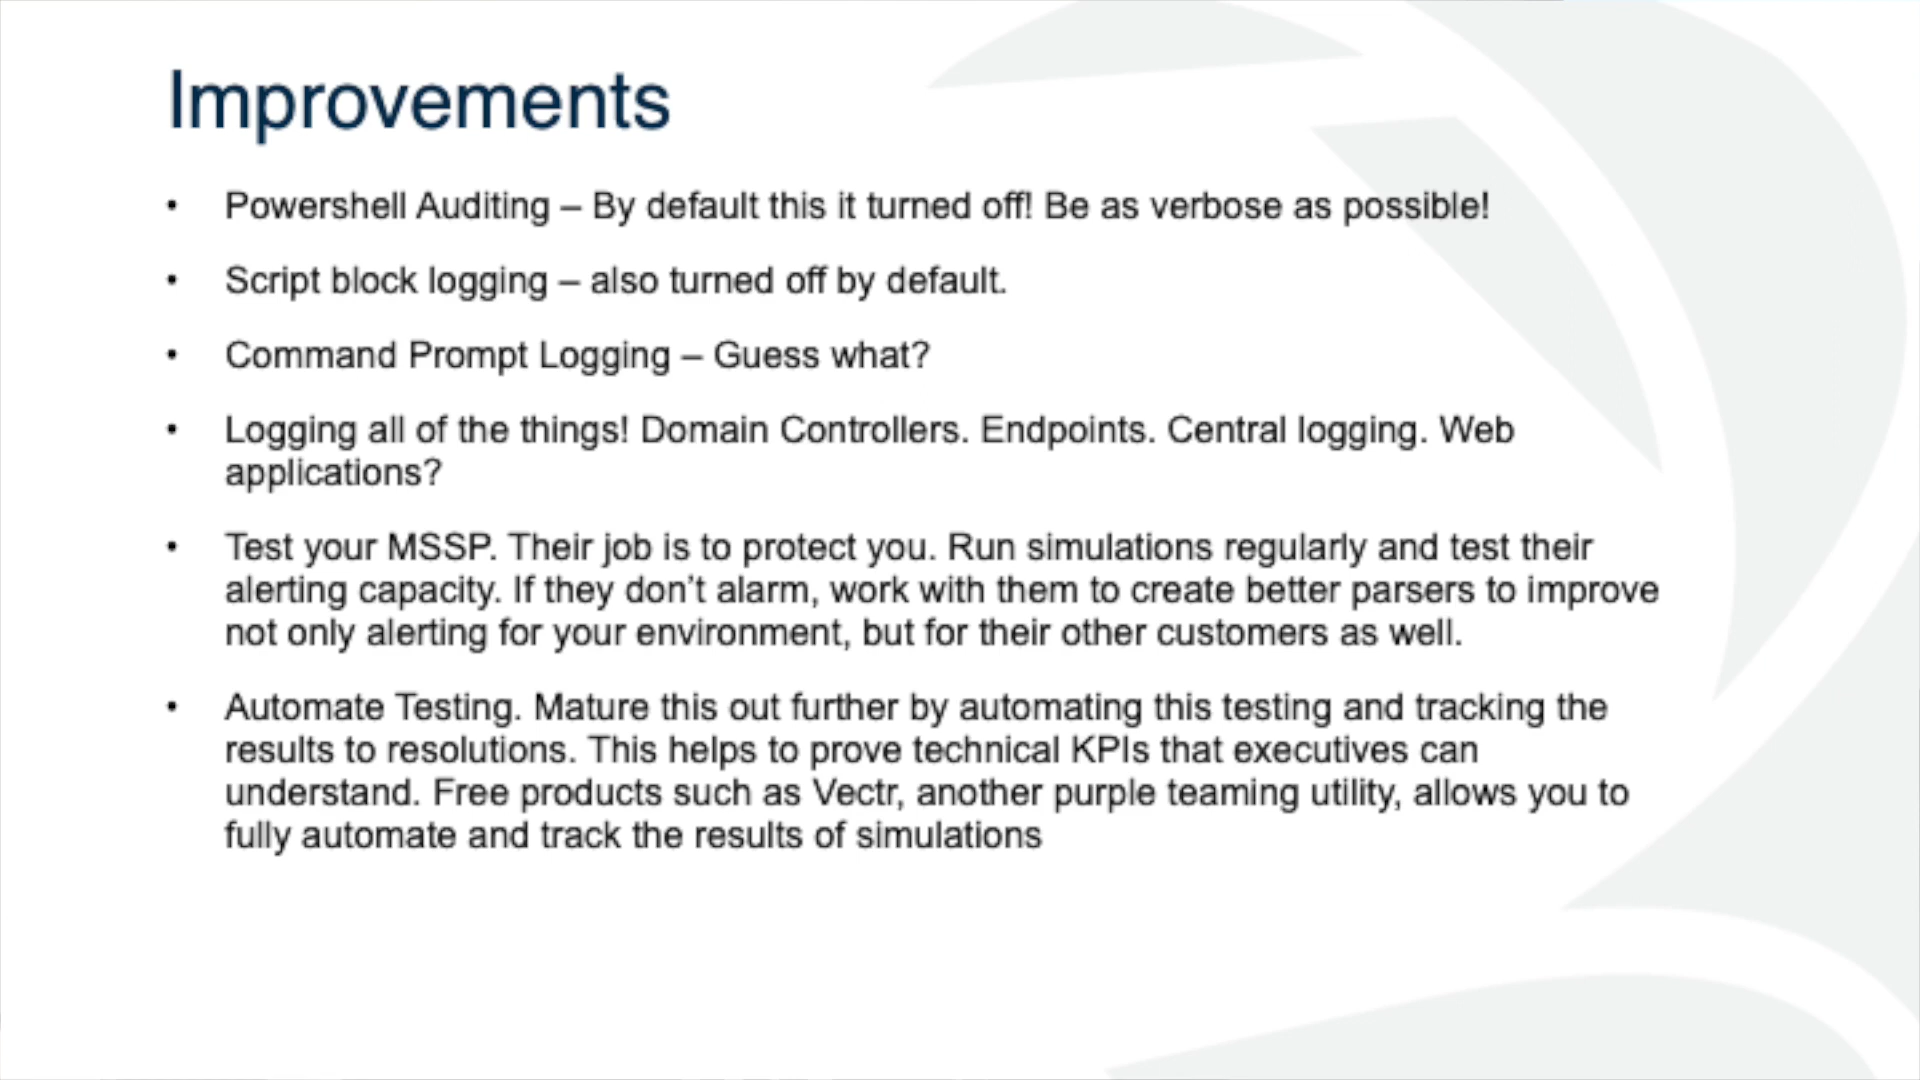 Improvements
• Powershell Auditing – By default this it turned off! Be as verbose as possible!
• Script block logging – also turned off by default.
• Command Prompt Logging – Guess what?
• Logging all of the things! Domain Controllers. Endpoints. Central logging. Web
applications?
• Test your MSSP. Their job is to protect you. Run simulations regularly and test their
alerting capacity. If they don’t alarm, work with them to create better parsers to improve
not only alerting for your environment, but for their other customers as well.
• Automate Testing. Mature this out further by automating this testing and tracking the
results to resolutions. This helps to prove technical KPIs that executives can
understand. Free products such as Vectr, another purple teaming utility, allows you to
fully automate and track the results of simulations